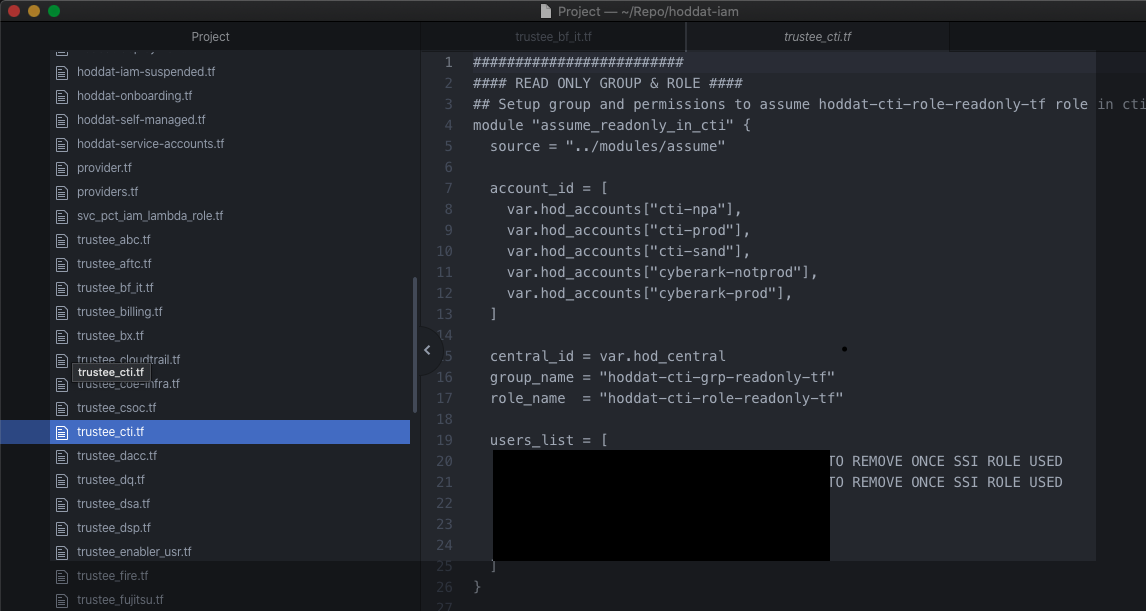 Project — ~/Repo/hoddat-iam
Project
trustee_bf_it.tf
trustee_cti.tf
hoddat-iam-suspended.tf
hoddat-onboarding.tf
hoddat-self-managed.tf
hoddat-service-accounts.tf
provider.tf
providers.tf
svc_pct_iam_lambda_role.tf
trustee_abc.tf
trustee_aftc.tf
trustee_bf_it.tf
trustee_billing.tf
trustee_bx.tf
trustee_cloudtrail.tf
trustee_cti.tf
trustee_coe-infra.tf
trustee_csoc.tf
trustee_cti.tf
trustee_dacc.tf
trustee_dq.tf
trustee_dsa.tf
trustee_dsp.tf
trustee_enabler_usr.tf
trustee_fire.tf
trustee_fujitsu.tf
1 #########################
2 #### READ ONLY GROUP & ROLE ####
3 ## Setup group and permissions to assume hoddat-cti-role-readonly-tf role in cti
4 module "assume_readonly_in_cti" {
5 source = "../modules/assume"
6
7 account_id = [
8 var.hod_accounts["cti-npa"],
9 var.hod_accounts["cti-prod"],
10 var.hod_accounts["cti-sand"],
11 var.hod_accounts["cyberark-notprod"],
12 var.hod_accounts["cyberark-prod"],
13 ]
14
15 central_id = var.hod_central
16 group_name = "hoddat-cti-grp-readonly-tf"
17 role_name = "hoddat-cti-role-readonly-tf"
18
19 users_list = [
20 TO REMOVE ONCE SSI ROLE USED
21 TO REMOVE ONCE SSI ROLE USED
22
23
24
25 ]
26 }
27